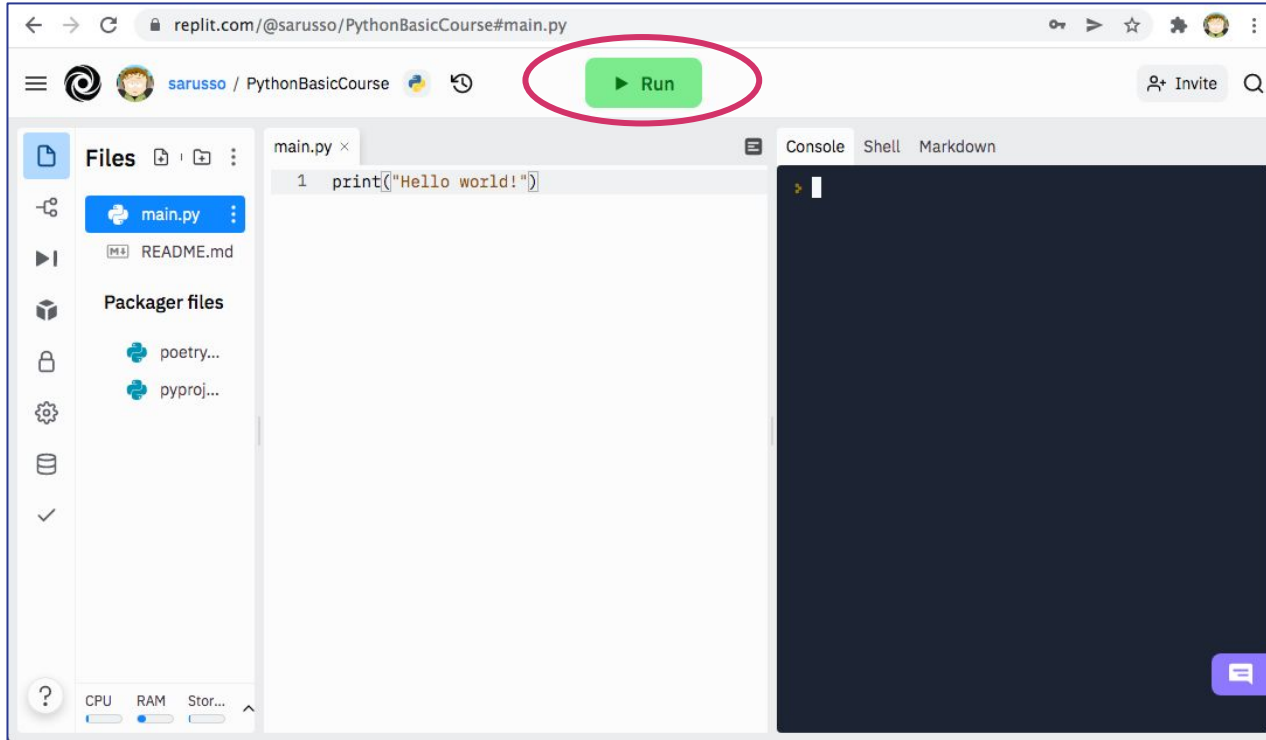 replit.com/@sarusso/PythonBasicCourse#main.py
sarusso / PythonBasicCourse
Run
Invite
Files
main.py
README.md
Packager files
poetry...
pyproj...
CPU RAM Stor...
?
main.py ×
1 print("Hello world!")
Console Shell Markdown